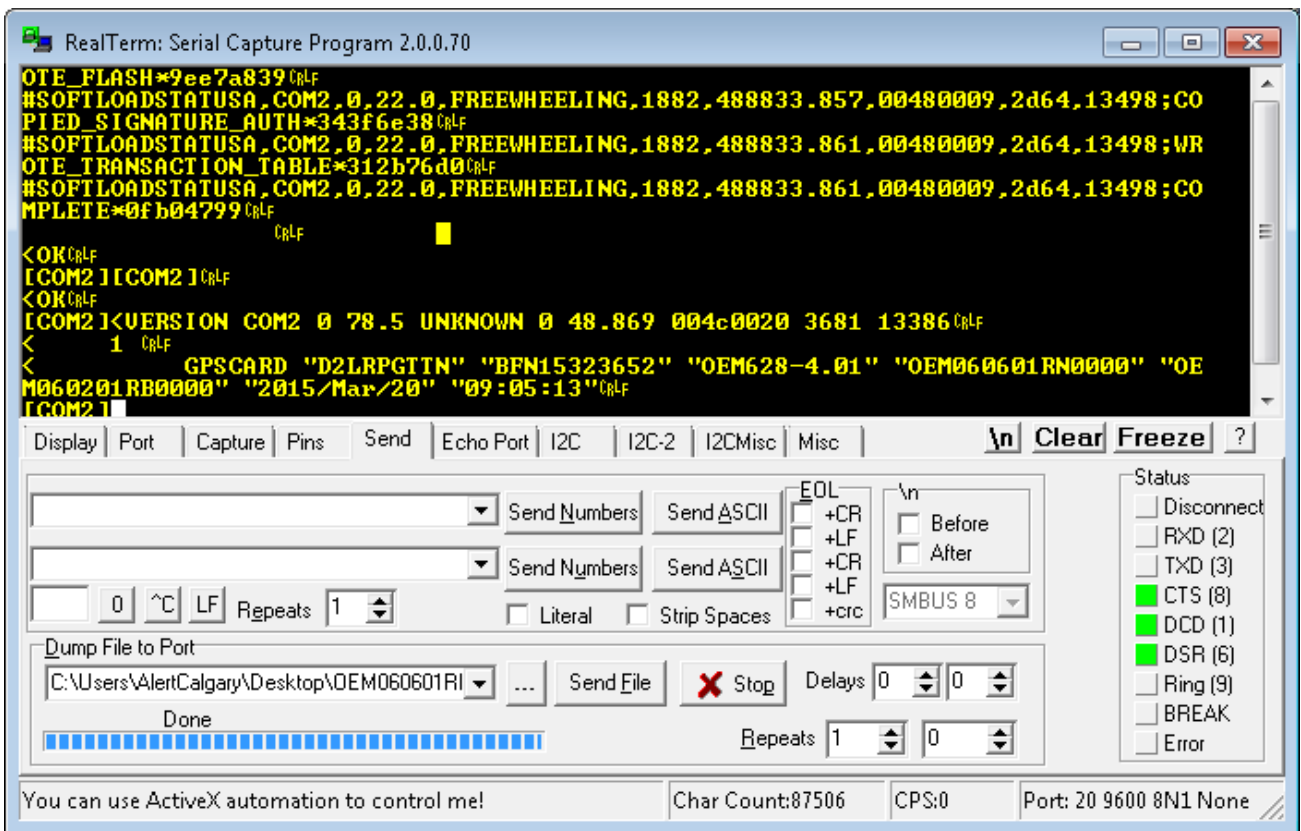 RealTerm: Serial Capture Program 2.0.0.70
OTE_FLASH*9ee7a839CRLF
#SOFTLOADSTATUSA,COM2,0,22.0,FREEWHEELING,1882,488833.857,00480009,2d64,13498;CO
PIED_SIGNATURE_AUTH*343f6e38CRLF
#SOFTLOADSTATUSA,COM2,0,22.0,FREEWHEELING,1882,488833.861,00480009,2d64,13498;WR
OTE_TRANSACTION_TABLE*312b76d0CRLF
#SOFTLOADSTATUSA,COM2,0,22.0,FREEWHEELING,1882,488833.861,00480009,2d64,13498;CO
MPLETE*0fb04799CRLF
CRLF
<OKCRLF
[COM2][COM2]CRLF
<OKCRLF
[COM2]<VERSION COM2 0 78.5 UNKNOWN 0 48.869 004c0020 3681 13386CRLF
< 1 CRLF
< GPSCARD "D2LRPGTTN" "BFN15323652" "OEM628-4.01" "OEM060601RN0000" "OE
M060201RB0000" "2015/Mar/20" "09:05:13"CRLF
[COM2]
Display Port Capture Pins Send Echo Port I2C I2C-2 I2CMisc Misc \n Clear Freeze ?
Send Numbers Send ASCII
Send Numbers Send ASCII
0 ^C LF Repeats 1 Literal Strip Spaces
EOL
+CR
+LF
+CR
+LF
+crc
\n
Before
After
SMBUS 8
Dump File to Port
C:\Users\AlertCalgary\Desktop\OEM060601RI ... Send File Stop Delays 0 0
Done
Repeats 1 0
Status
Disconnect
RXD (2)
TXD (3)
CTS (8)
DCD (1)
DSR (6)
Ring (9)
BREAK
Error
You can use ActiveX automation to control me! Char Count:87506 CPS:0 Port: 20 9600 8N1 None